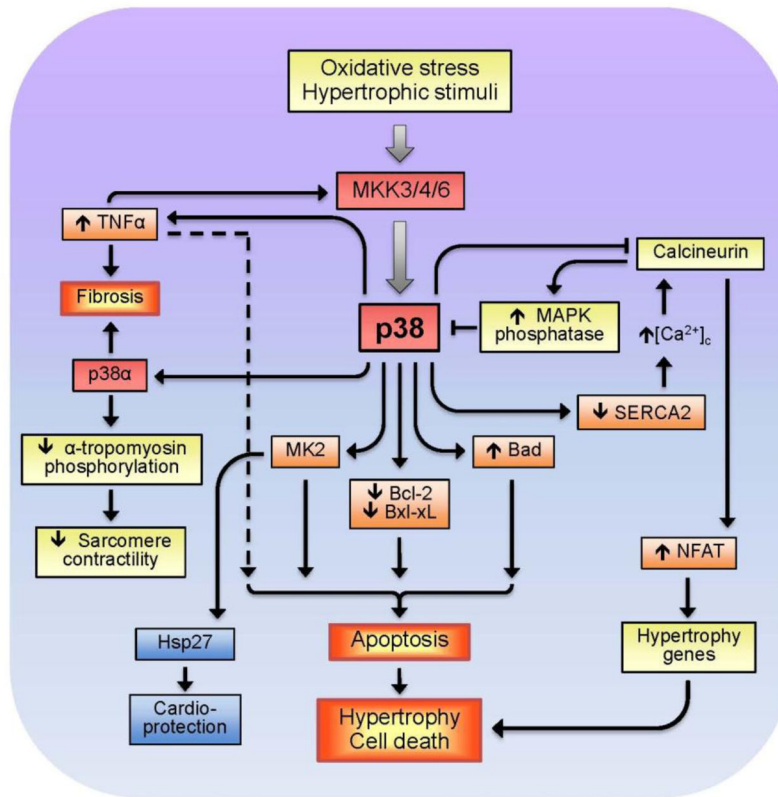 Oxidative stress
Hypertrophic stimuli
MKK3/4/6
↑ TNFα
Calcineurin
Fibrosis
p38
↑ MAPK
phosphatase
↑[Ca²⁺]c
p38α
↓ SERCA2
↓ α-tropomyosin
phosphorylation
MK2
↑ Bad
↓ Bcl-2
↓ Bxl-xL
↓ Sarcomere
contractility
↑ NFAT
Hsp27
Apoptosis
Hypertrophy
genes
Cardio-
protection
Hypertrophy
Cell death